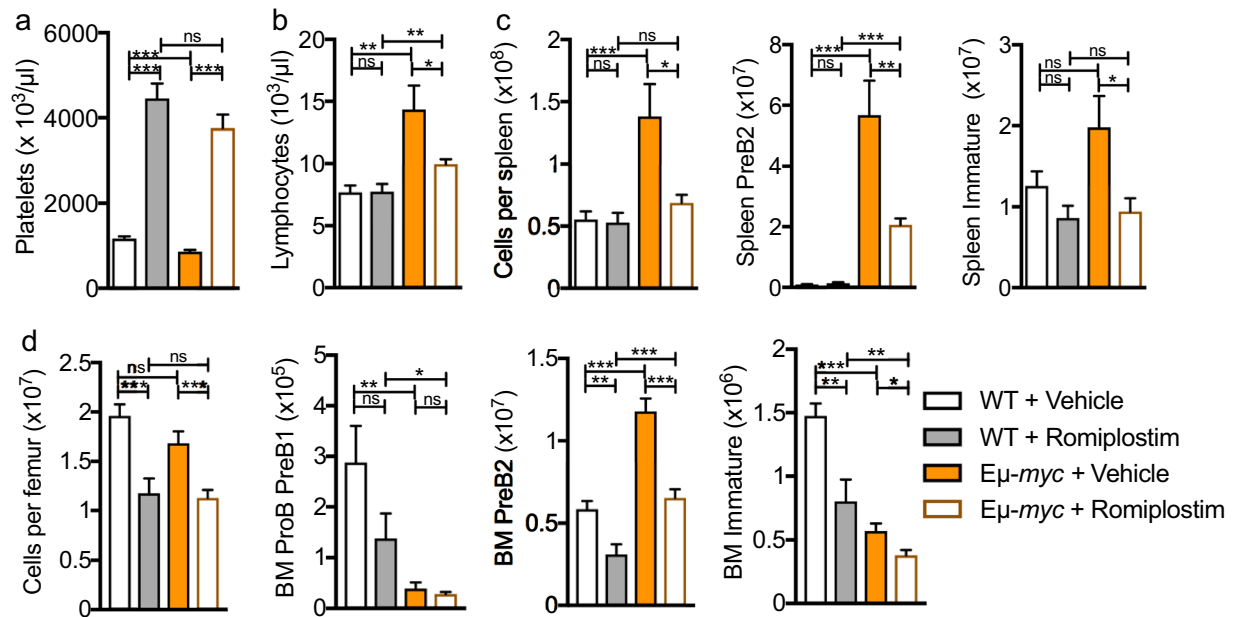 a
Platelets (x 10³/µl)
6000
4000
2000
0
***
***
ns
***
b
Lymphocytes (10³/µl)
20
15
10
5
0
**
ns
**
*
c
Cells per spleen (x10⁸)
2
1.5
1
0.5
0
***
ns
ns
*
Spleen PreB2 (x10⁷)
8
6
4
2
0
***
ns
***
**
Spleen Immature (x10⁷)
3
2
1
0
ns
ns
ns
*
d
Cells per femur (x10⁷)
2.5
2
1.5
1
0.5
0
ns
***
ns
***
BM ProB PreB1 (x10⁵)
5
4
3
2
1
0
**
ns
*
ns
BM PreB2 (x10⁷)
1.5
1
0.5
0
***
**
***
***
BM Immature (x10⁶)
2
1.5
1
0.5
0
***
**
**
*
WT + Vehicle
WT + Romiplostim
Eµ-myc + Vehicle
Eµ-myc + Romiplostim